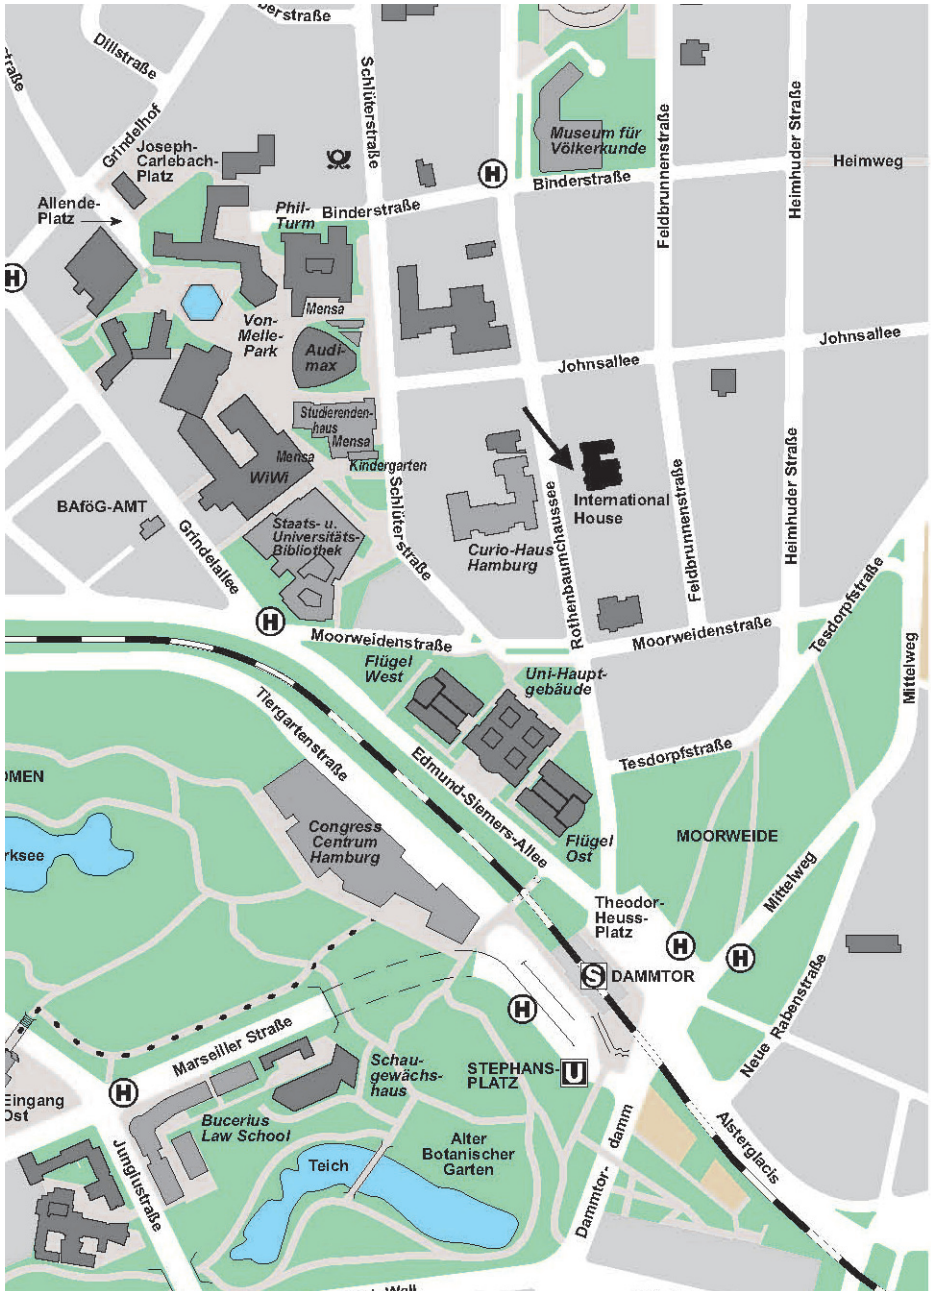 Dillstraße
Grindelhof
Schlüterstraße
Joseph-
Carlebach-
Platz
Allende-
Platz
Museum für
Völkerkunde
H
Binderstraße
Binderstraße
Feldbrunnenstraße
Heimhuder Straße
Heimweg
Phil-
Turm
H
Mensa
Von-
Melle-
Park
Audi-
max
Johnsallee
Johnsallee
Studierenden-
haus
Mensa
Mensa
WiWi
Kindergarten
BAföG-AMT
Grindelallee
Staats- u.
Universitäts-
Bibliothek
Schlüterstraße
Curio-Haus
Hamburg
Rothenbaumchaussee
International
House
Feldbrunnenstraße
Heimhuder Straße
Tesdorpfstraße
Mittelweg
H
Moorweidenstraße
Moorweidenstraße
Flügel
West
Uni-Haupt-
gebäude
Tiergartenstraße
Edmund-Siemers-Allee
Tesdorpfstraße
OMEN
rksee
Congress
Centrum
Hamburg
Flügel
Ost
MOORWEIDE
Mittelweg
Theodor-
Heuss-
Platz
H
H
S DAMMTOR
H
Neue Rabenstraße
Marseiller Straße
Schau-
gewächs-
haus
STEPHANS-
PLATZ
U
H
Eingang
Ost
Bucerius
Law School
Jungiustraße
Teich
Alter
Botanischer
Garten
Dammtor-
damm
Alsterglacis